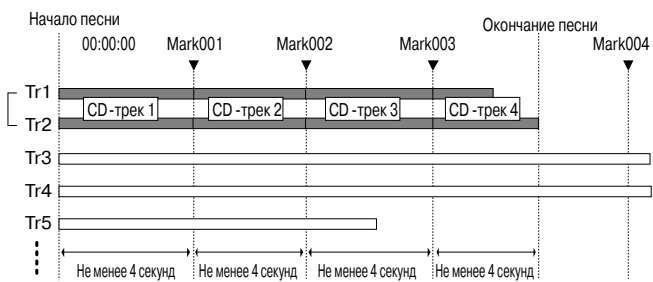 Начало песни
Окончание песни
00:00:00 Mark001 Mark002 Mark003 Mark004
Tr1
CD-трек 1 CD-трек 2 CD-трек 3 CD-трек 4
Tr2
Tr3
Tr4
Tr5
Не менее 4 секунд Не менее 4 секунд Не менее 4 секунд Не менее 4 секунд